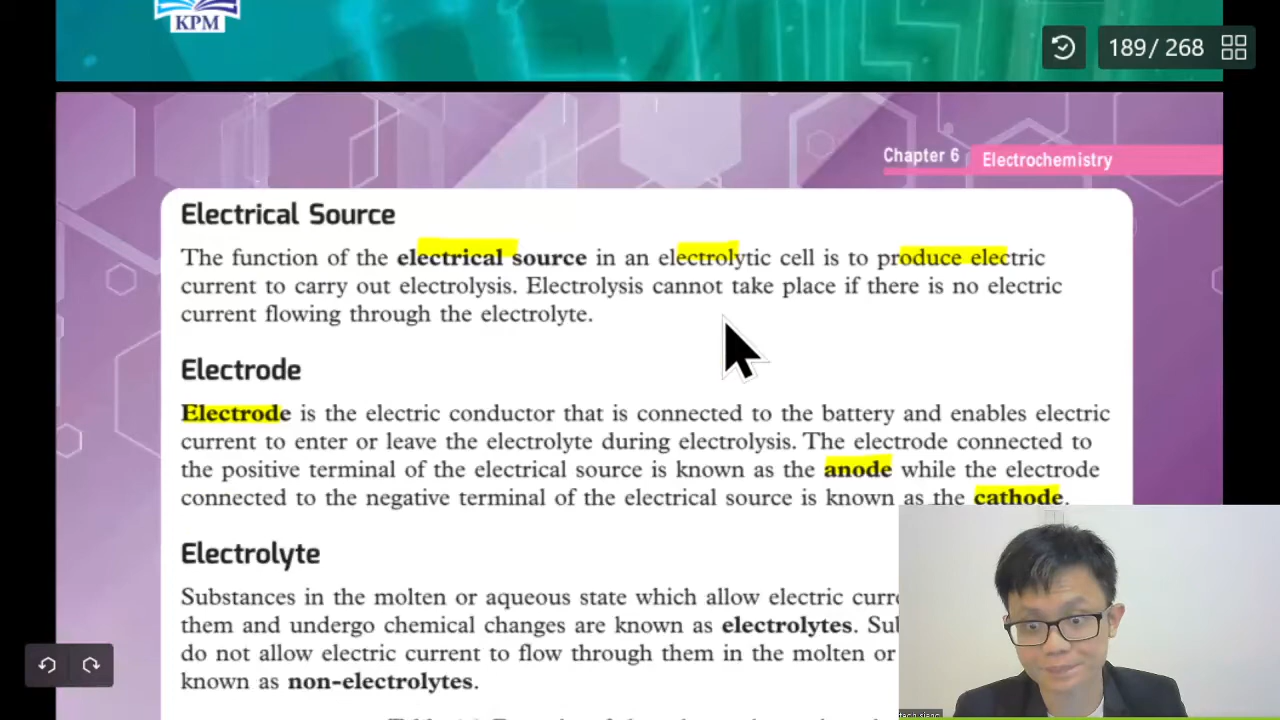 KPM
189/ 268
Chapter 6 Electrochemistry
Electrical Source
The function of the electrical source in an electrolytic cell is to produce electric
current to carry out electrolysis. Electrolysis cannot take place if there is no electric
current flowing through the electrolyte.
Electrode
Electrode is the electric conductor that is connected to the battery and enables electric
current to enter or leave the electrolyte during electrolysis. The electrode connected to
the positive terminal of the electrical source is known as the anode while the electrode
connected to the negative terminal of the electrical source is known as the cathode.
Electrolyte
Substances in the molten or aqueous state which allow electric
them and undergo chemical changes are known as electrolytes.
do not allow electric current to flow through them in the molten or
known as non-electrolytes.